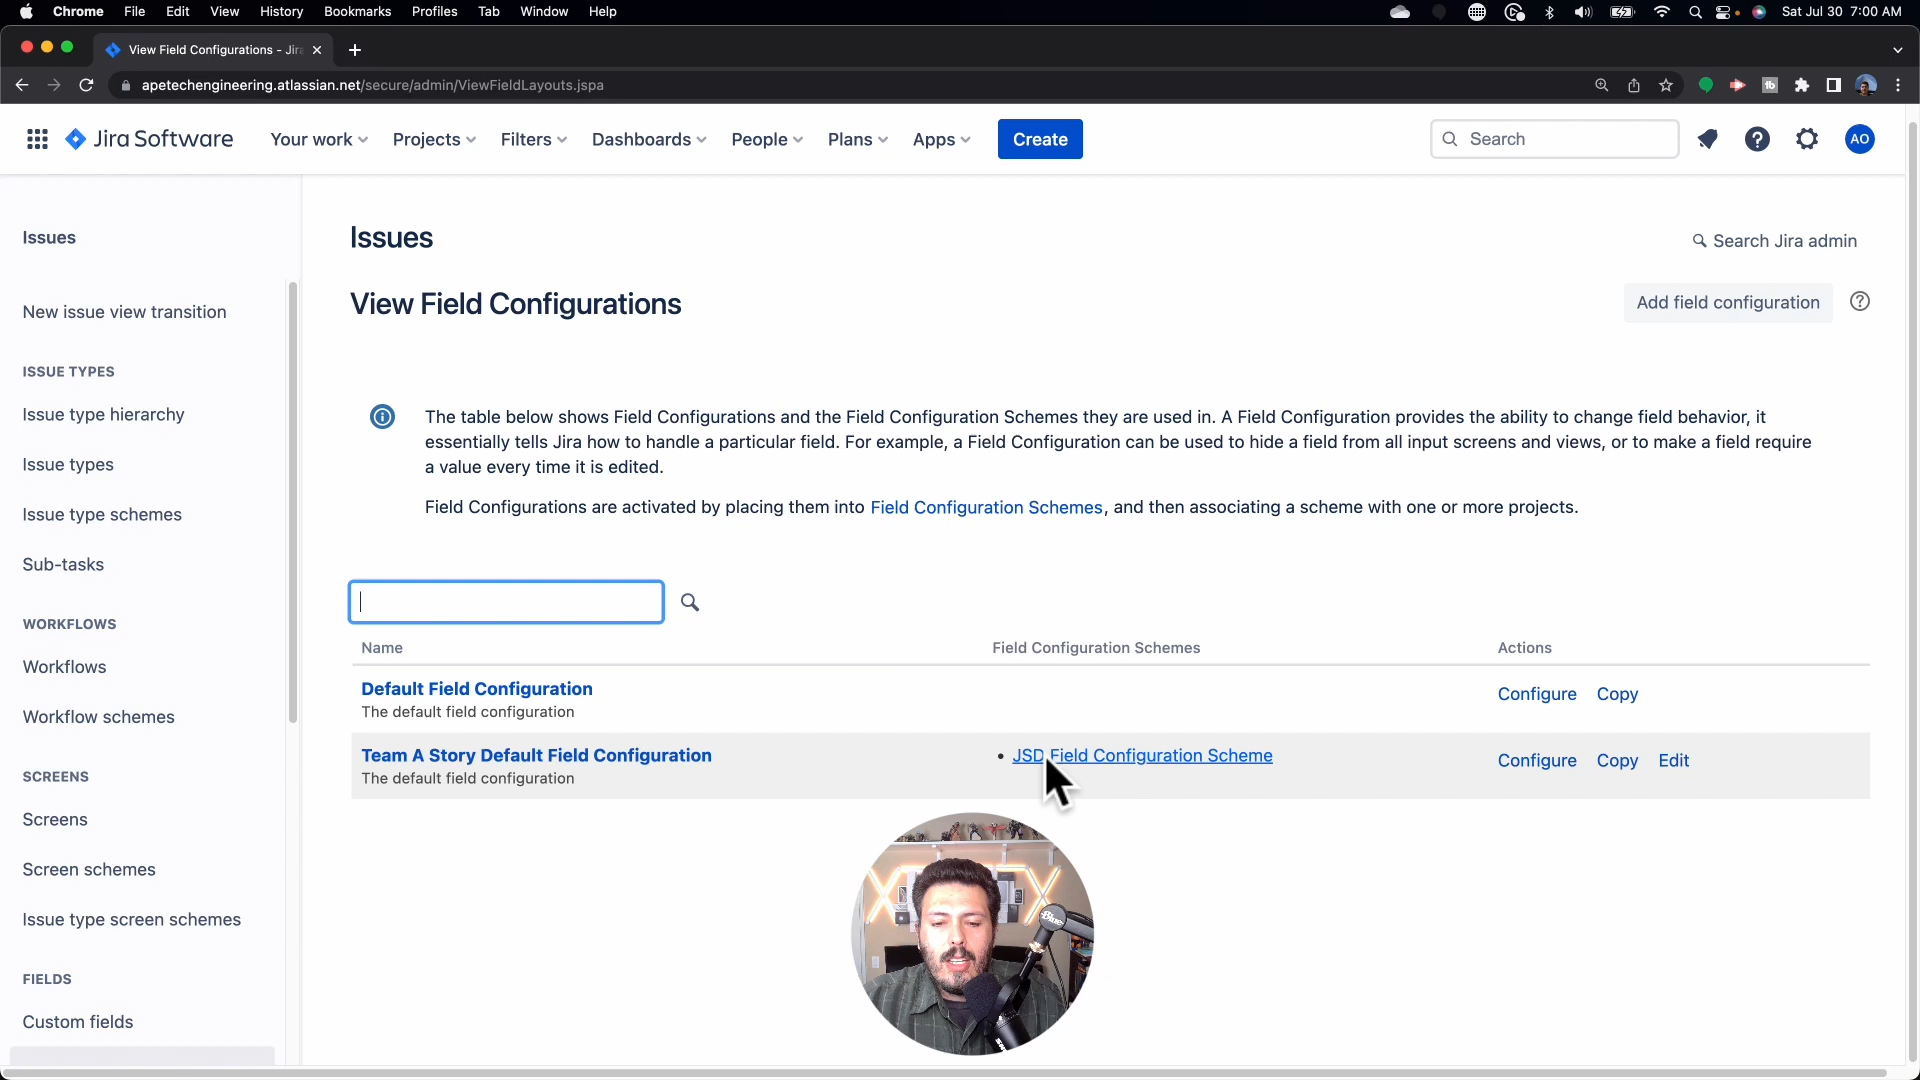 Chrome File Edit View History Bookmarks Profiles Tab Window Help
Sat Jul 30 7:00 AM
View Field Configurations - Jira
apetechengineering.atlassian.net/secure/admin/ViewFieldLayouts.jspa
Jira Software Your work Projects Filters Dashboards People Plans Apps Create Search AO
Issues
New issue view transition
ISSUE TYPES
Issue type hierarchy
Issue types
Issue type schemes
Sub-tasks
WORKFLOWS
Workflows
Workflow schemes
SCREENS
Screens
Screen schemes
Issue type screen schemes
FIELDS
Custom fields
Issues
Search Jira admin
View Field Configurations
Add field configuration
The table below shows Field Configurations and the Field Configuration Schemes they are used in. A Field Configuration provides the ability to change field behavior, it
essentially tells Jira how to handle a particular field. For example, a Field Configuration can be used to hide a field from all input screens and views, or to make a field require
a value every time it is edited.
Field Configurations are activated by placing them into Field Configuration Schemes, and then associating a scheme with one or more projects.
Name Field Configuration Schemes Actions
Default Field Configuration Configure Copy
The default field configuration
Team A Story Default Field Configuration • JSD Field Configuration Scheme Configure Copy Edit
The default field configuration
Blue